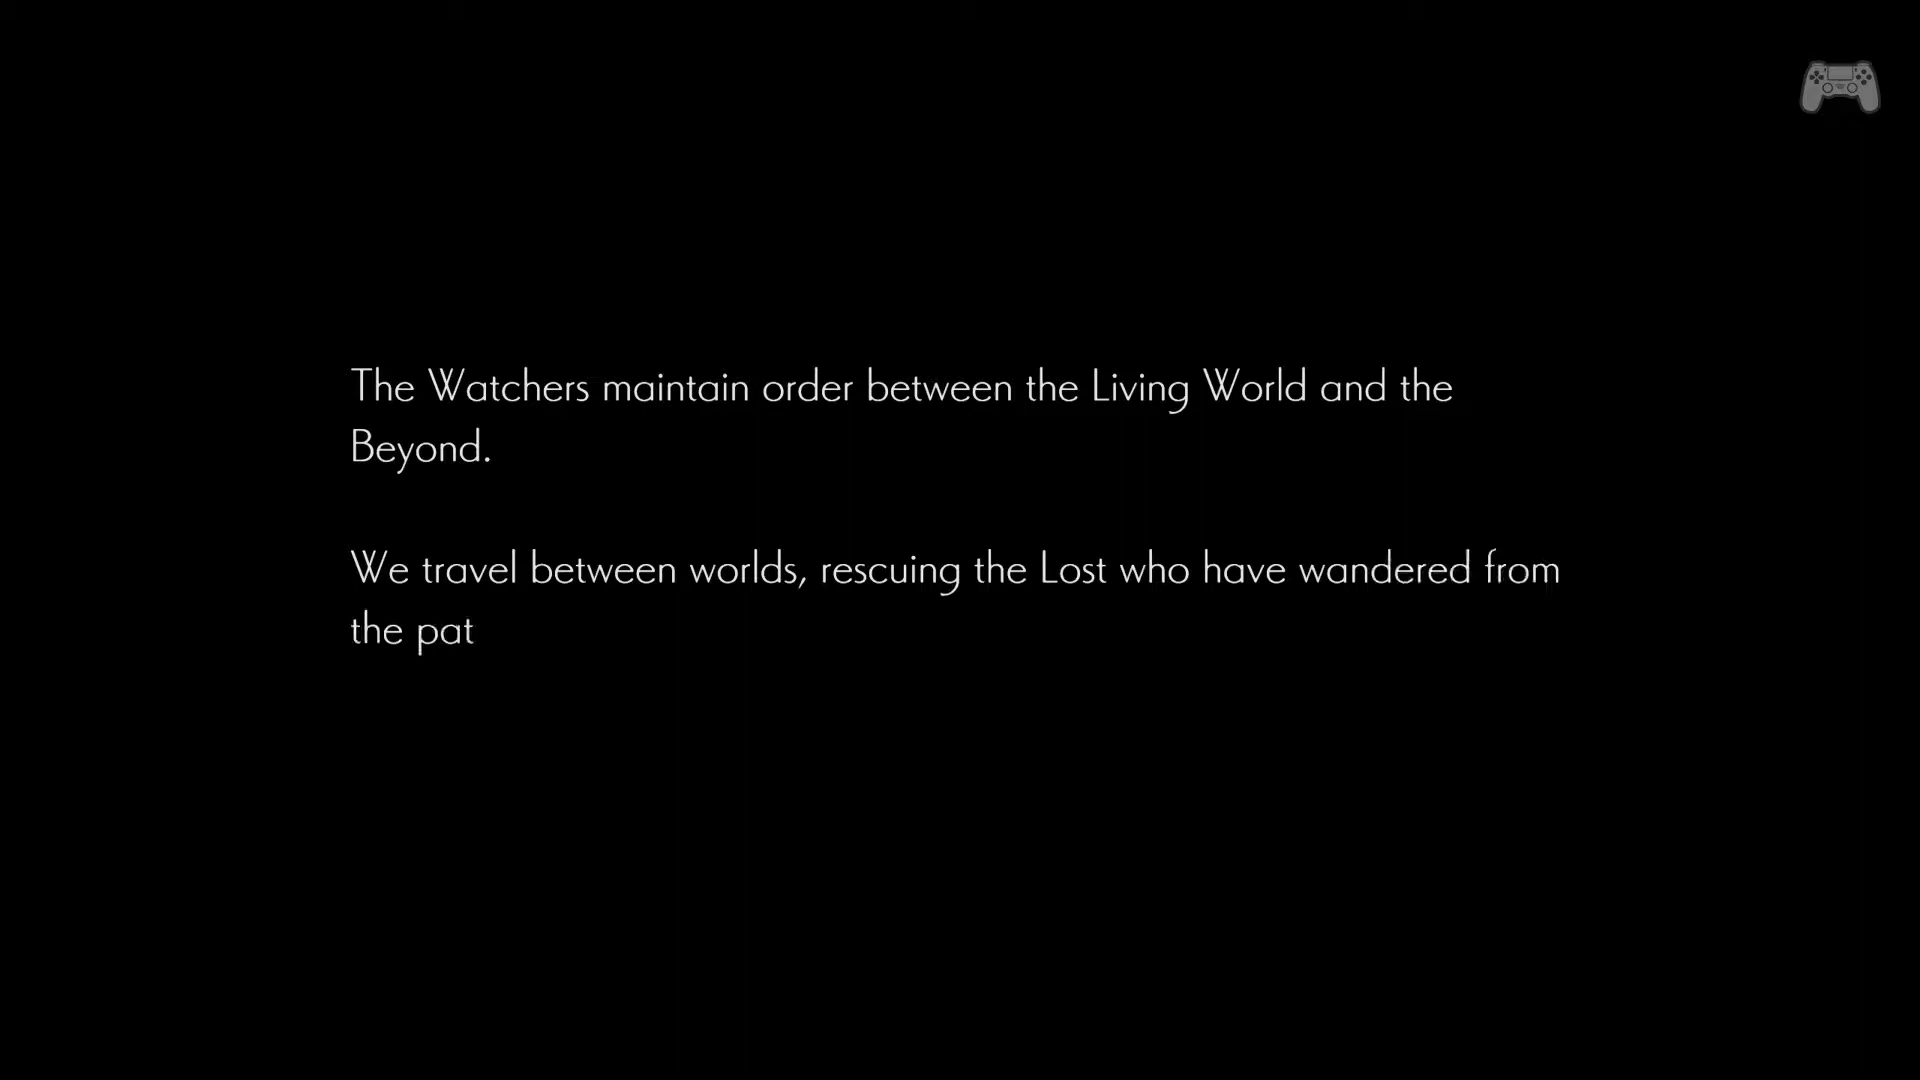 The Watchers maintain order between the Living World and the
Beyond.
We travel between worlds, rescuing the Lost who have wandered from
the pat